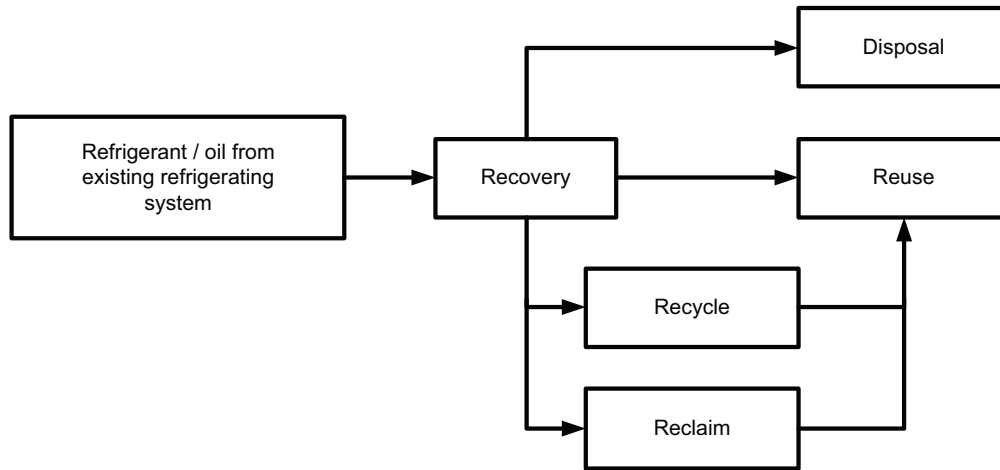 Disposal
Refrigerant / oil from
existing refrigerating
system
Recovery
Reuse
Recycle
Reclaim